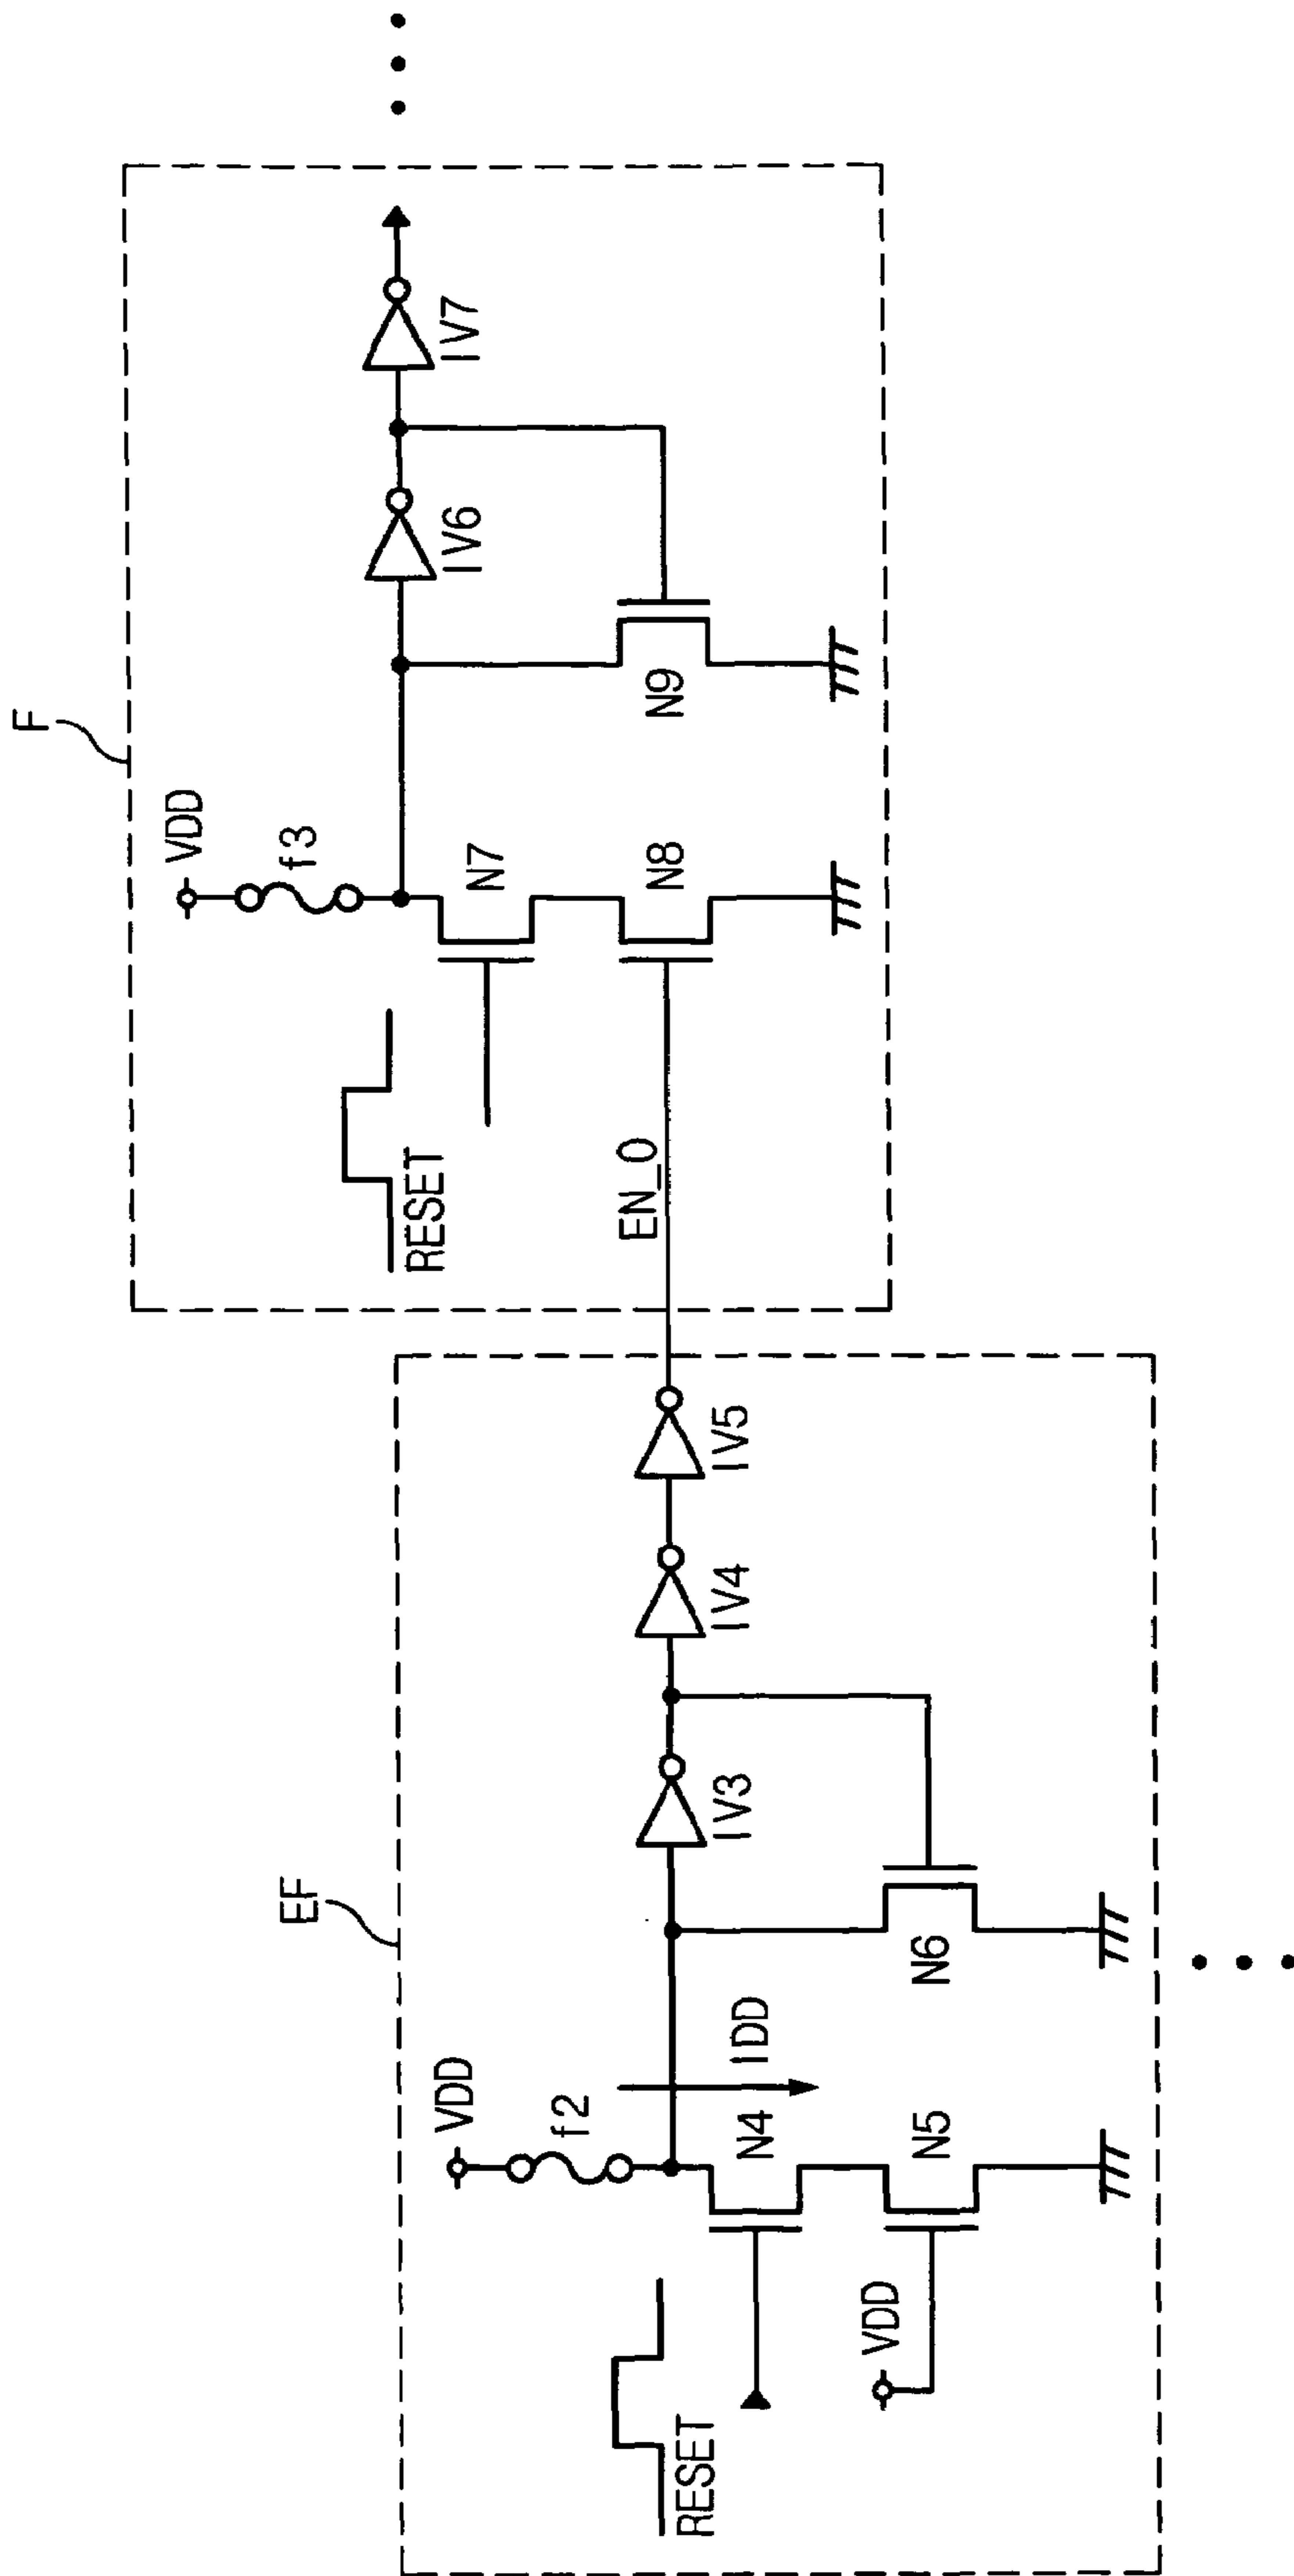 F
VDD
f3
N7
N8
N9
IV6
IV7
RESET
EN_0
EF
VDD
f2
IDD
N4
N5
N6
IV3
IV4
IV5
RESET
VDD